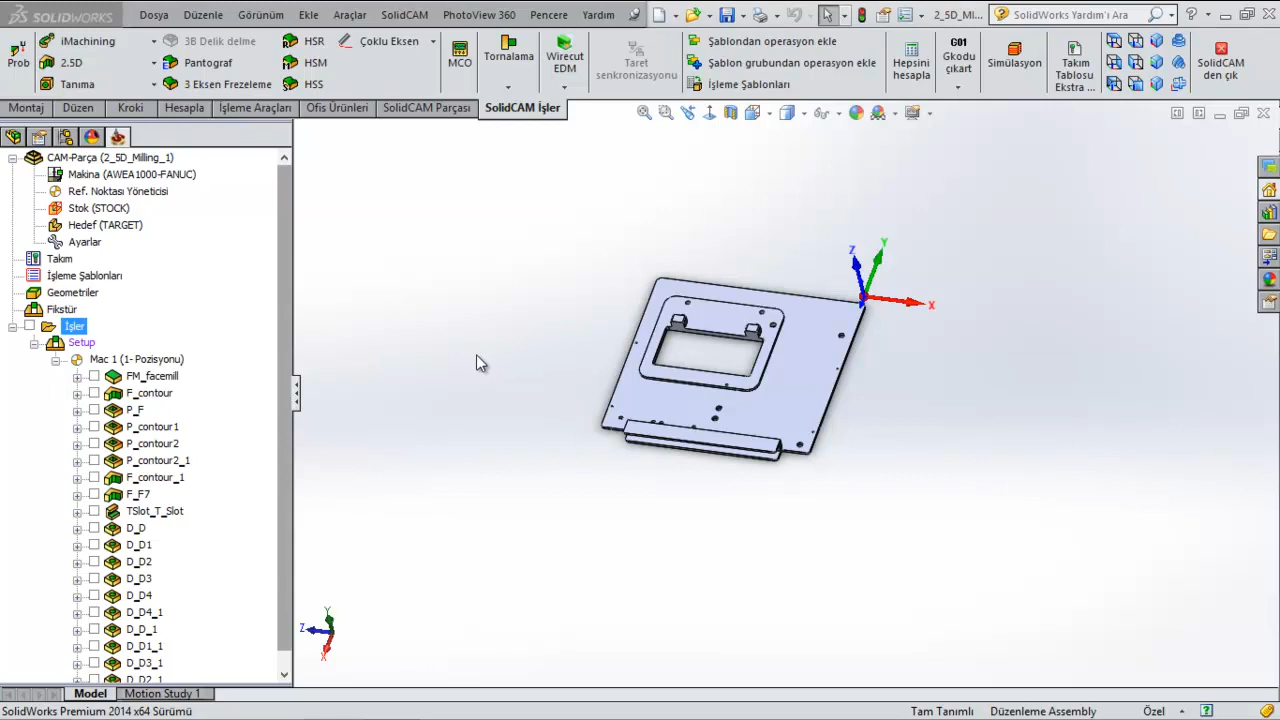 SOLIDWORKS Dosya Düzenle Görünüm Ekle Araçlar SolidCAM PhotoView 360 Pencere Yardım 2_5D_Mİ... SolidWorks Yardım'ı Ara
iMachining 3B Delik delme HSR Çoklu Eksen
Prob 2.5D Pantograf HSM
Tanıma 3 Eksen Frezeleme HSS
MCO Tornalama Wirecut EDM Taret senkronizasyonu
Şablondan operasyon ekle
Şablon grubundan operasyon ekle
İşleme Şablonları
Hepsini hesapla G01 Gkodu çıkart Simülasyon Takım Tablosu Ekstra ... SolidCAM den çık
Montaj Düzen Kroki Hesapla İşleme Araçları Ofis Ürünleri SolidCAM Parçası SolidCAM İşler
CAM-Parça (2_5D_Milling_1)
Makina (AWEA1000-FANUC)
Ref. Noktası Yöneticisi
Stok (STOCK)
Hedef (TARGET)
Ayarlar
Takım
İşleme Şablonları
Geometriler
Fikstür
İşler
Setup
Mac 1 (1- Pozisyonu)
FM_facemill
F_contour
P_F
P_contour1
P_contour2
P_contour2_1
F_contour_1
F_F7
TSlot_T_Slot
D_D
D_D1
D_D2
D_D3
D_D4
D_D4_1
D_D_1
D_D1_1
D_D3_1
D_D2_1
Z Y
X
Y
Z
X
Model Motion Study 1
SolidWorks Premium 2014 x64 Sürümü Tam Tanımlı Düzenleme Assembly Özel